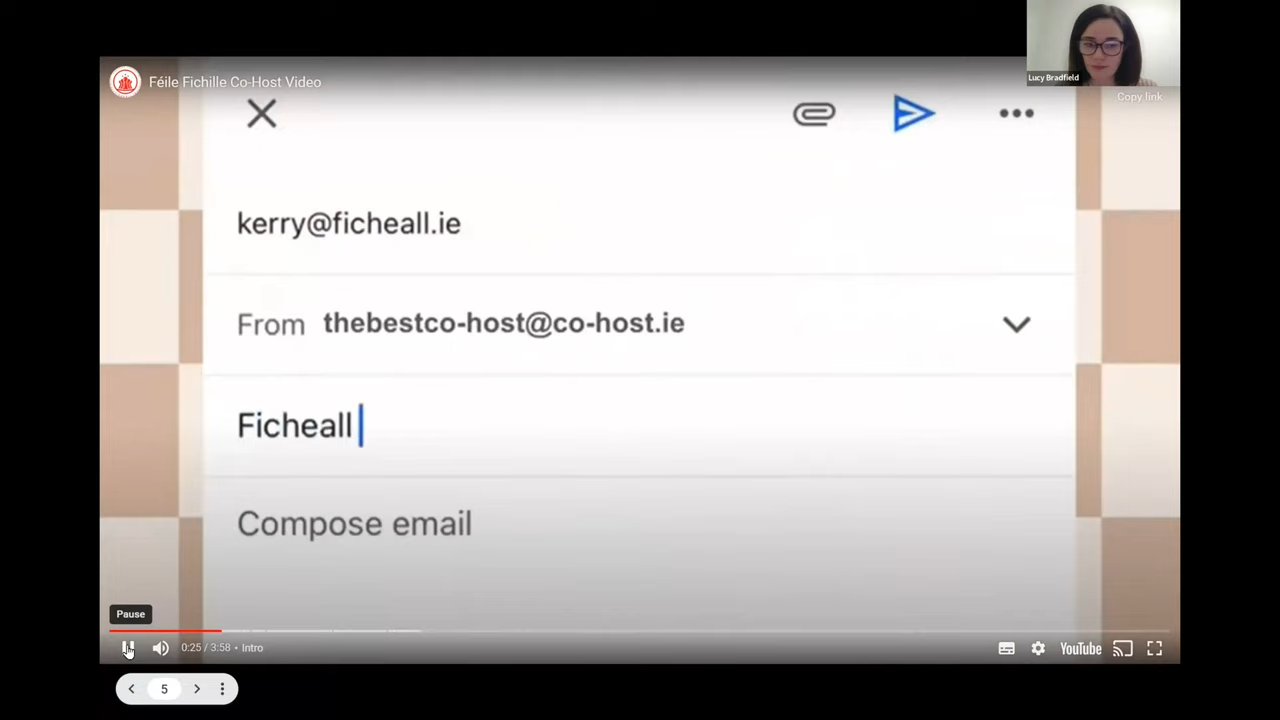 Féile Fichille Co-Host Video
Lucy Bradfield
Copy link
kerry@ficheall.ie
From thebestco-host@co-host.ie
Ficheall
Compose email
Pause
0:25 / 3:58 • Intro
YouTube
5